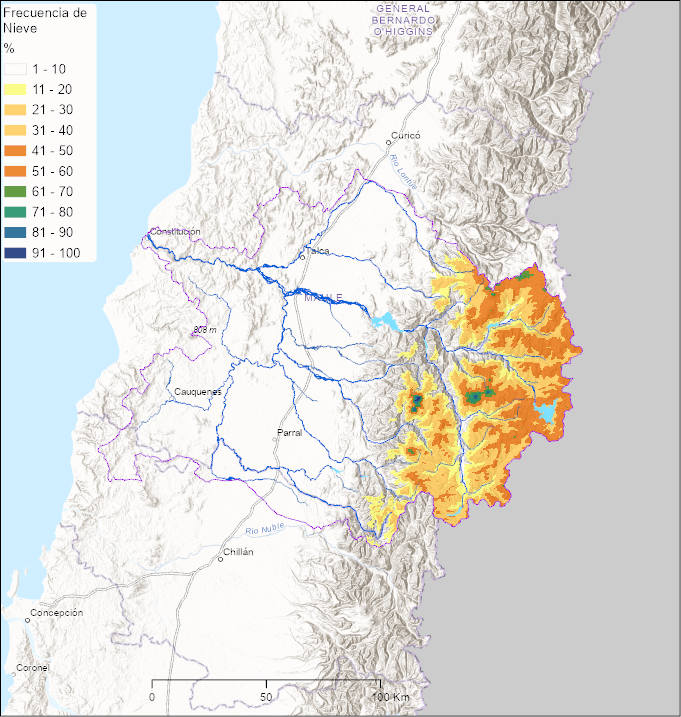 Frecuencia de
Nieve
%
1 - 10
11 - 20
21 - 30
31 - 40
41 - 50
51 - 60
61 - 70
71 - 80
81 - 90
91 - 100
GENERAL
BERNARDO
O'HIGGINS
Curicó
Río Lontué
Constitución
Talca
MAULE
808 m
Cauquenes
Parral
Río Ñuble
Chillán
Concepción
Coronel
0
50
100 Km